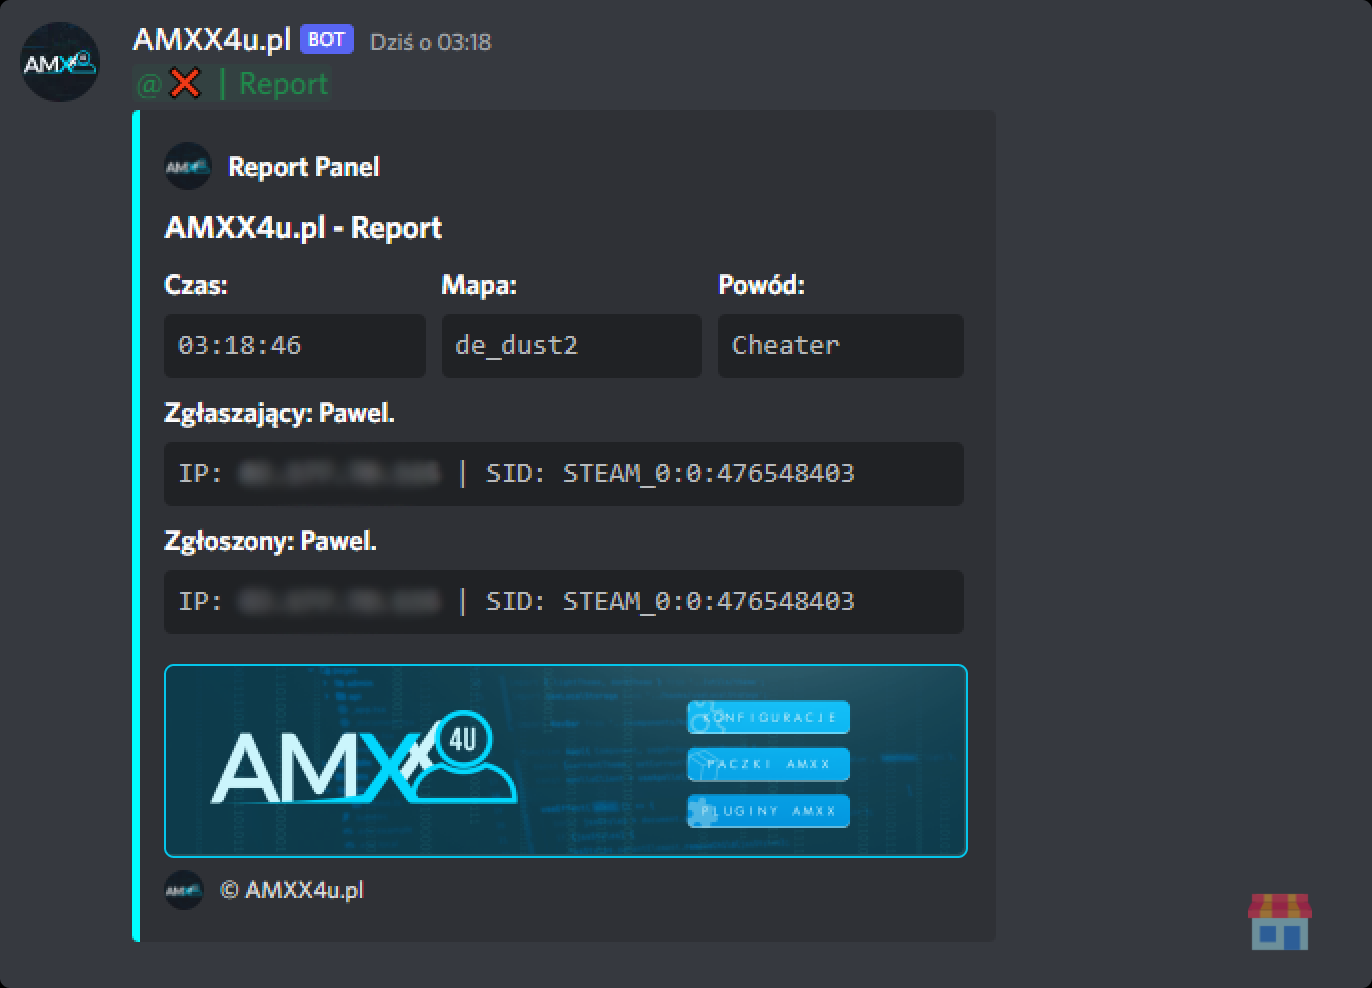 AMXX4u.pl BOT Dziś o 03:18
AMXX
@❌ | Report
Report Panel
AMXX4u.pl - Report
Czas: Mapa: Powód:
03:18:46 de_dust2 Cheater
Zgłaszający: Pawel.
IP: | SID: STEAM_0:0:476548403
Zgłoszony: Pawel.
IP: | SID: STEAM_0:0:476548403
AMXX 4U
KONFIGURACJE
PACZKI AMXX
PLUGINY AMXX
© AMXX4u.pl